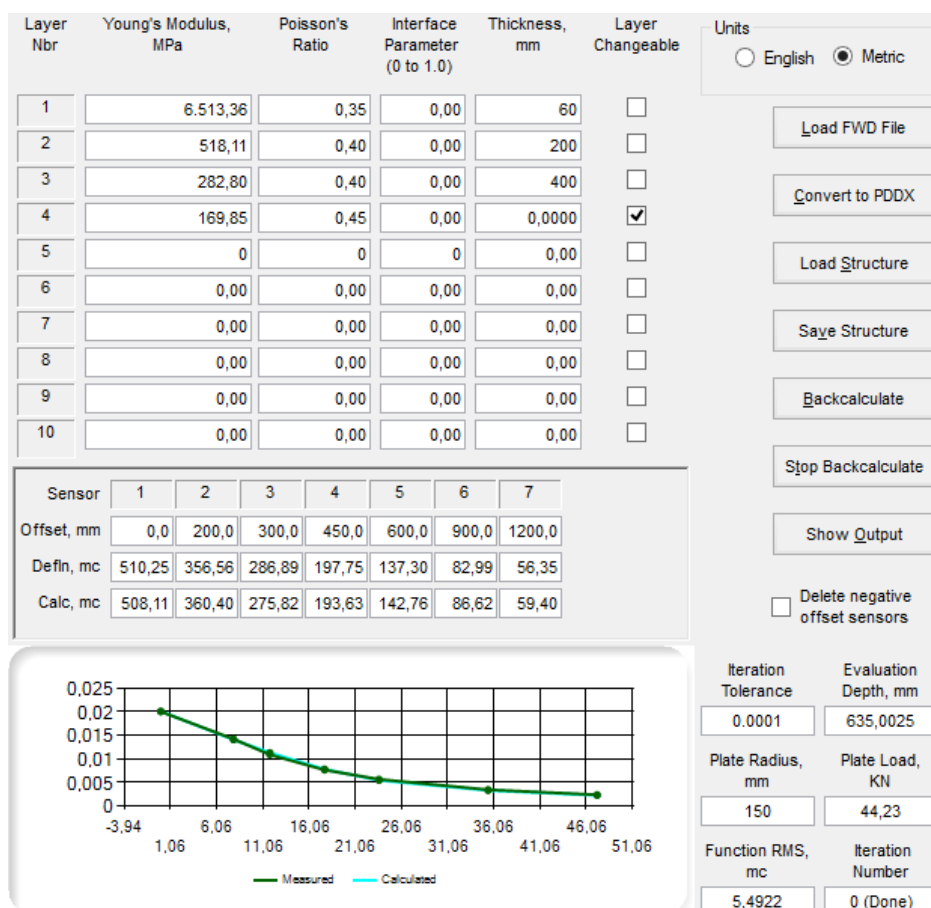 Layer Nbr Young's Modulus, MPa Poisson's Ratio Interface Parameter (0 to 1.0) Thickness, mm Layer Changeable
1 6.513,36 0,35 0,00 60
2 518,11 0,40 0,00 200
3 282,80 0,40 0,00 400
4 169,85 0,45 0,00 0,0000
5 0 0 0 0,00
6 0,00 0,00 0,00 0,00
7 0,00 0,00 0,00 0,00
8 0,00 0,00 0,00 0,00
9 0,00 0,00 0,00 0,00
10 0,00 0,00 0,00 0,00
Sensor 1 2 3 4 5 6 7
Offset, mm 0,0 200,0 300,0 450,0 600,0 900,0 1200,0
Defln, mc 510,25 356,56 286,89 197,75 137,30 82,99 56,35
Calc, mc 508,11 360,40 275,82 193,63 142,76 86,62 59,40
0,025
0,02
0,015
0,01
0,005
0
-3,94 6,06 16,06 26,06 36,06 46,06
1,06 11,06 21,06 31,06 41,06 51,06
Measured Calculated
Units
English Metric
Load FWD File
Convert to PDDX
Load Structure
Save Structure
Backcalculate
Stop Backcalculate
Show Output
Delete negative
offset sensors
Iteration Tolerance Evaluation Depth, mm
0.0001 635,0025
Plate Radius, mm Plate Load, KN
150 44,23
Function RMS, mc Iteration Number
5.4922 0 (Done)